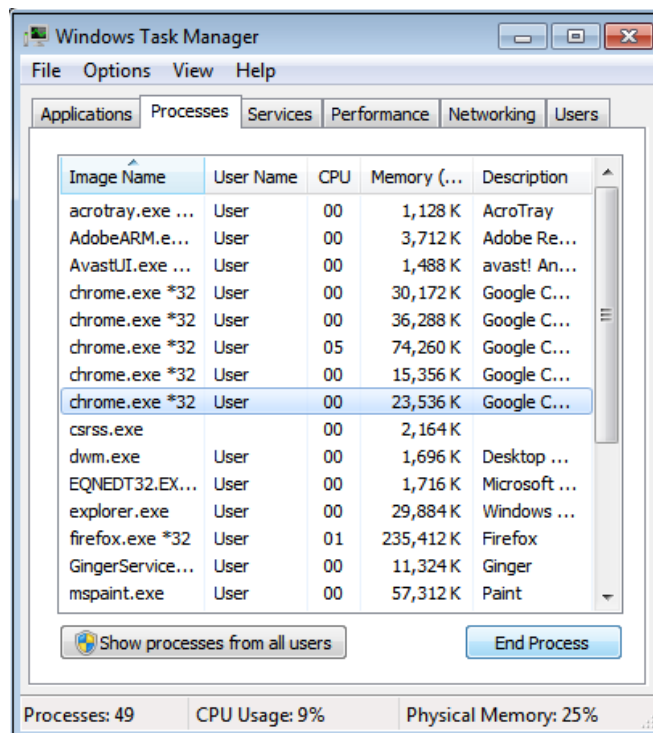 Windows Task Manager
File Options View Help
Applications Processes Services Performance Networking Users
Image Name User Name CPU Memory (... Description
acrotray.exe ... User 00 1,128 K AcroTray
AdobeARM.e... User 00 3,712 K Adobe Re...
AvastUI.exe ... User 00 1,488 K avast! An...
chrome.exe *32 User 00 30,172 K Google C...
chrome.exe *32 User 00 36,288 K Google C...
chrome.exe *32 User 05 74,260 K Google C...
chrome.exe *32 User 00 15,356 K Google C...
chrome.exe *32 User 00 23,536 K Google C...
csrss.exe 00 2,164 K
dwm.exe User 00 1,696 K Desktop ...
EQNEDT32.EX... User 00 1,716 K Microsoft ...
explorer.exe User 00 29,884 K Windows ...
firefox.exe *32 User 01 235,412 K Firefox
GingerService... User 00 11,324 K Ginger
mspaint.exe User 00 57,312 K Paint
Show processes from all users End Process
Processes: 49 CPU Usage: 9% Physical Memory: 25%